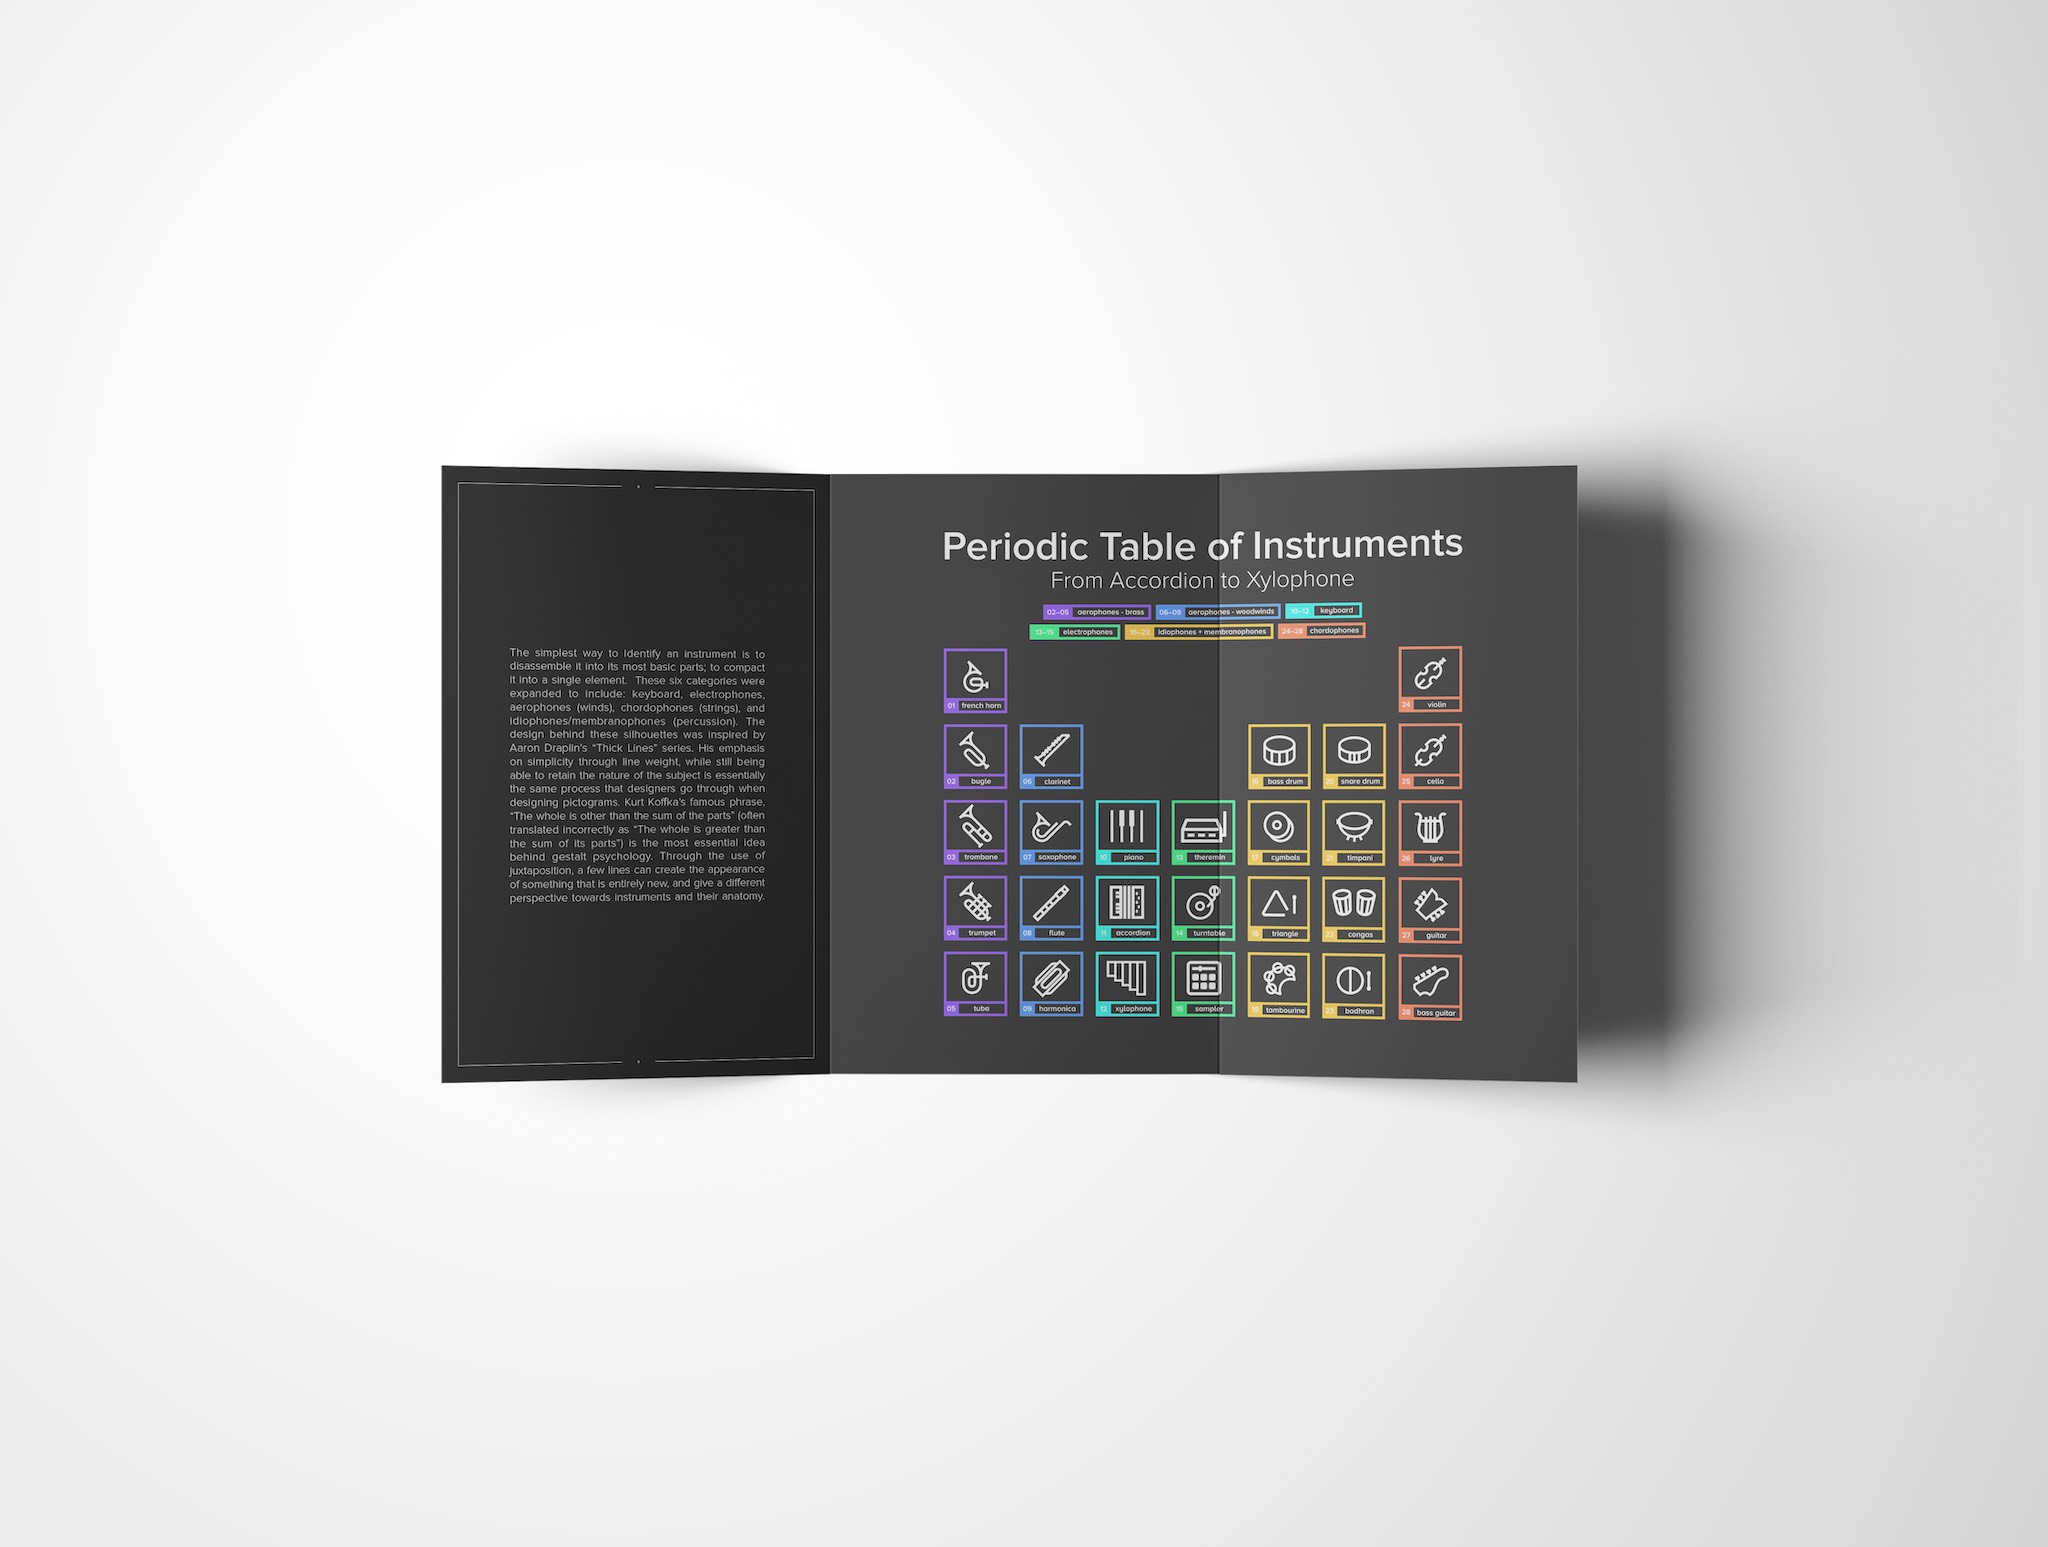 The simplest way to identify an instrument is to
disassemble it into its most basic parts; to compact
it into a single element.  These six categories were
expanded to include: keyboard, electrophones,
aerophones (winds), chordophones (strings), and
idiophones/membranophones (percussion). The
design behind these silhouettes was inspired by
Aaron Draplin's “Thick Lines” series. His emphasis
on simplicity through line weight, while still being
able to retain the nature of the subject is essentially
the same process that designers go through when
designing pictograms. Kurt Koffka's famous phrase,
“The whole is other than the sum of the parts” (often
translated incorrectly as “The whole is greater than
the sum of its parts”) is the most essential idea
behind gestalt psychology. Through the use of
juxtaposition, a few lines can create the appearance
of something that is entirely new, and give a different
perspective towards instruments and their anatomy.
Periodic Table of Instruments
From Accordion to Xylophone
02–05 aerophones - brass 06–09 aerophones - woodwinds 10–12 keyboard
13–15 electrophones 16–23 idiophones + membranophones 24–28 chordophones
01 french horn 24 violin
02 bugle 06 clarinet 16 bass drum 20 snare drum 25 cello
03 trombone 07 saxophone 10 piano 13 theremin 17 cymbals 21 timpani 26 lyre
04 trumpet 08 flute 11 accordion 14 turntable 18 triangle 22 congas 27 guitar
05 tuba 09 harmonica 12 xylophone 15 sampler 19 tambourine 23 bodhran 28 bass guitar